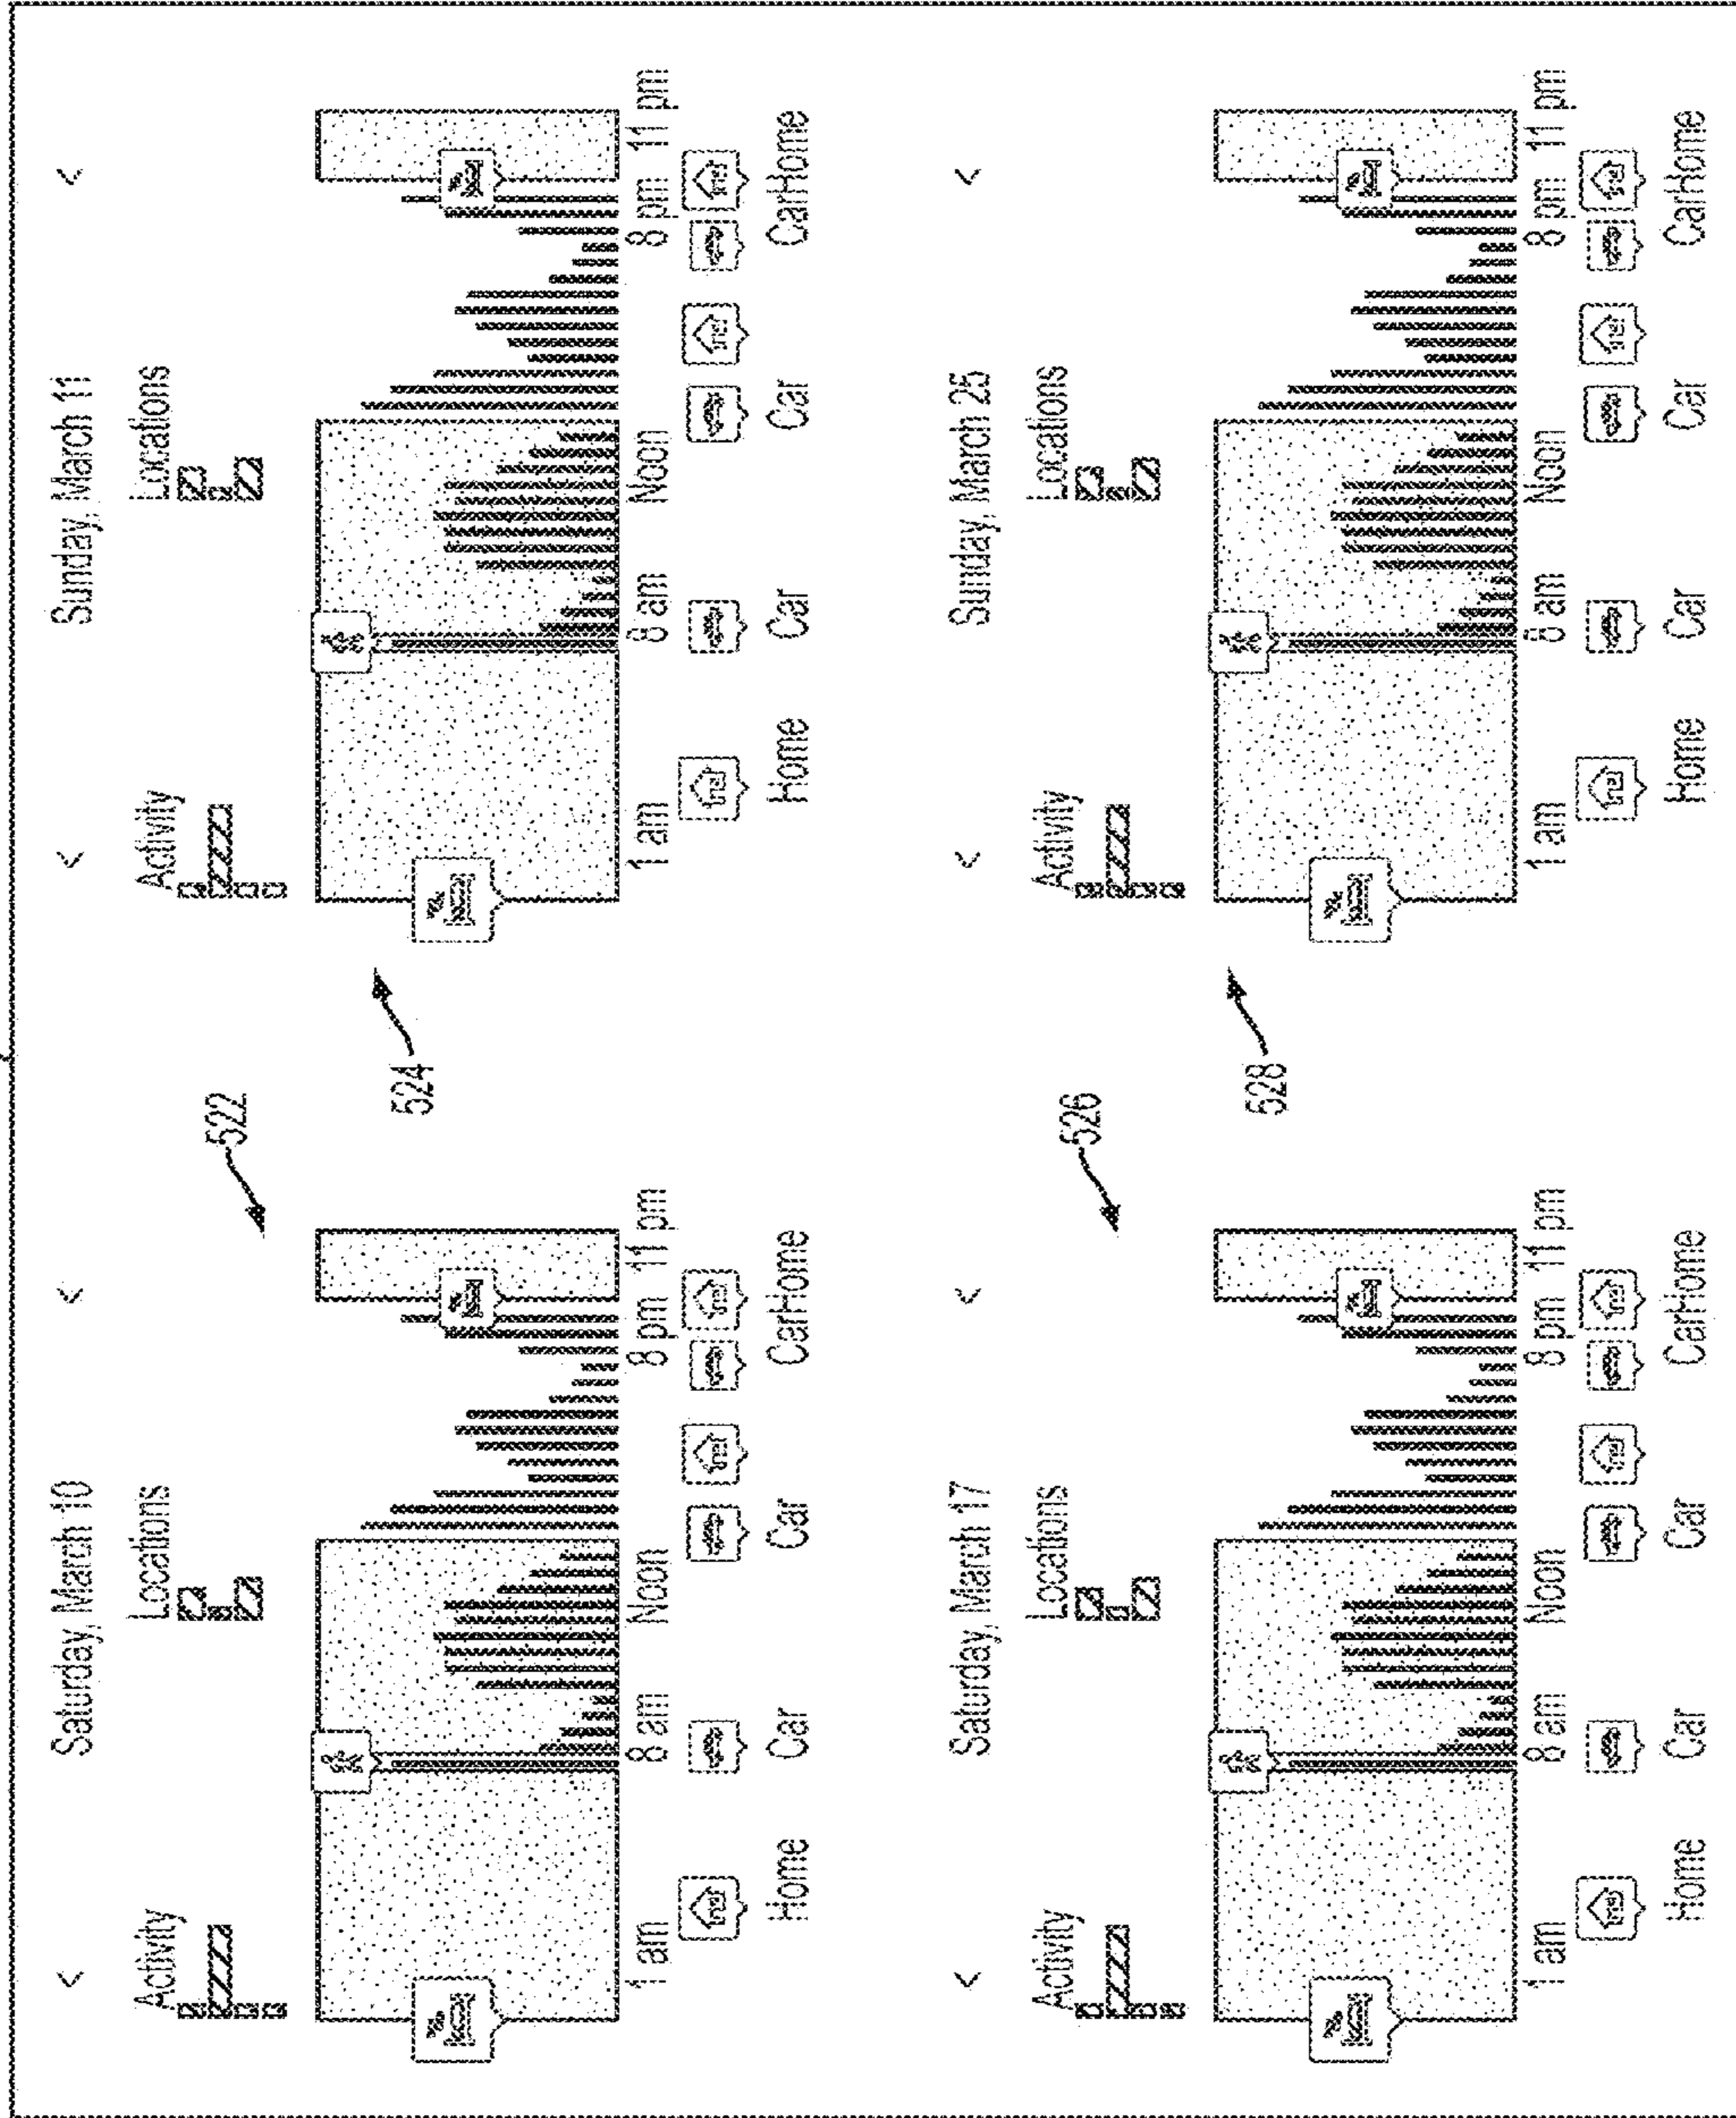 Saturday, March 10
Activity
Locations
1 am
8 am
Noon
8 pm
11 pm
Home
Car
Car
CarHome
522
Sunday, March 11
Activity
Locations
1 am
8 am
Noon
8 pm
11 pm
Home
Car
Car
CarHome
524
Saturday, March 17
Activity
Locations
1 am
8 am
Noon
8 pm
11 pm
Home
Car
Car
CarHome
526
Sunday, March 25
Activity
Locations
1 am
8 am
Noon
8 pm
11 pm
Home
Car
Car
CarHome
528